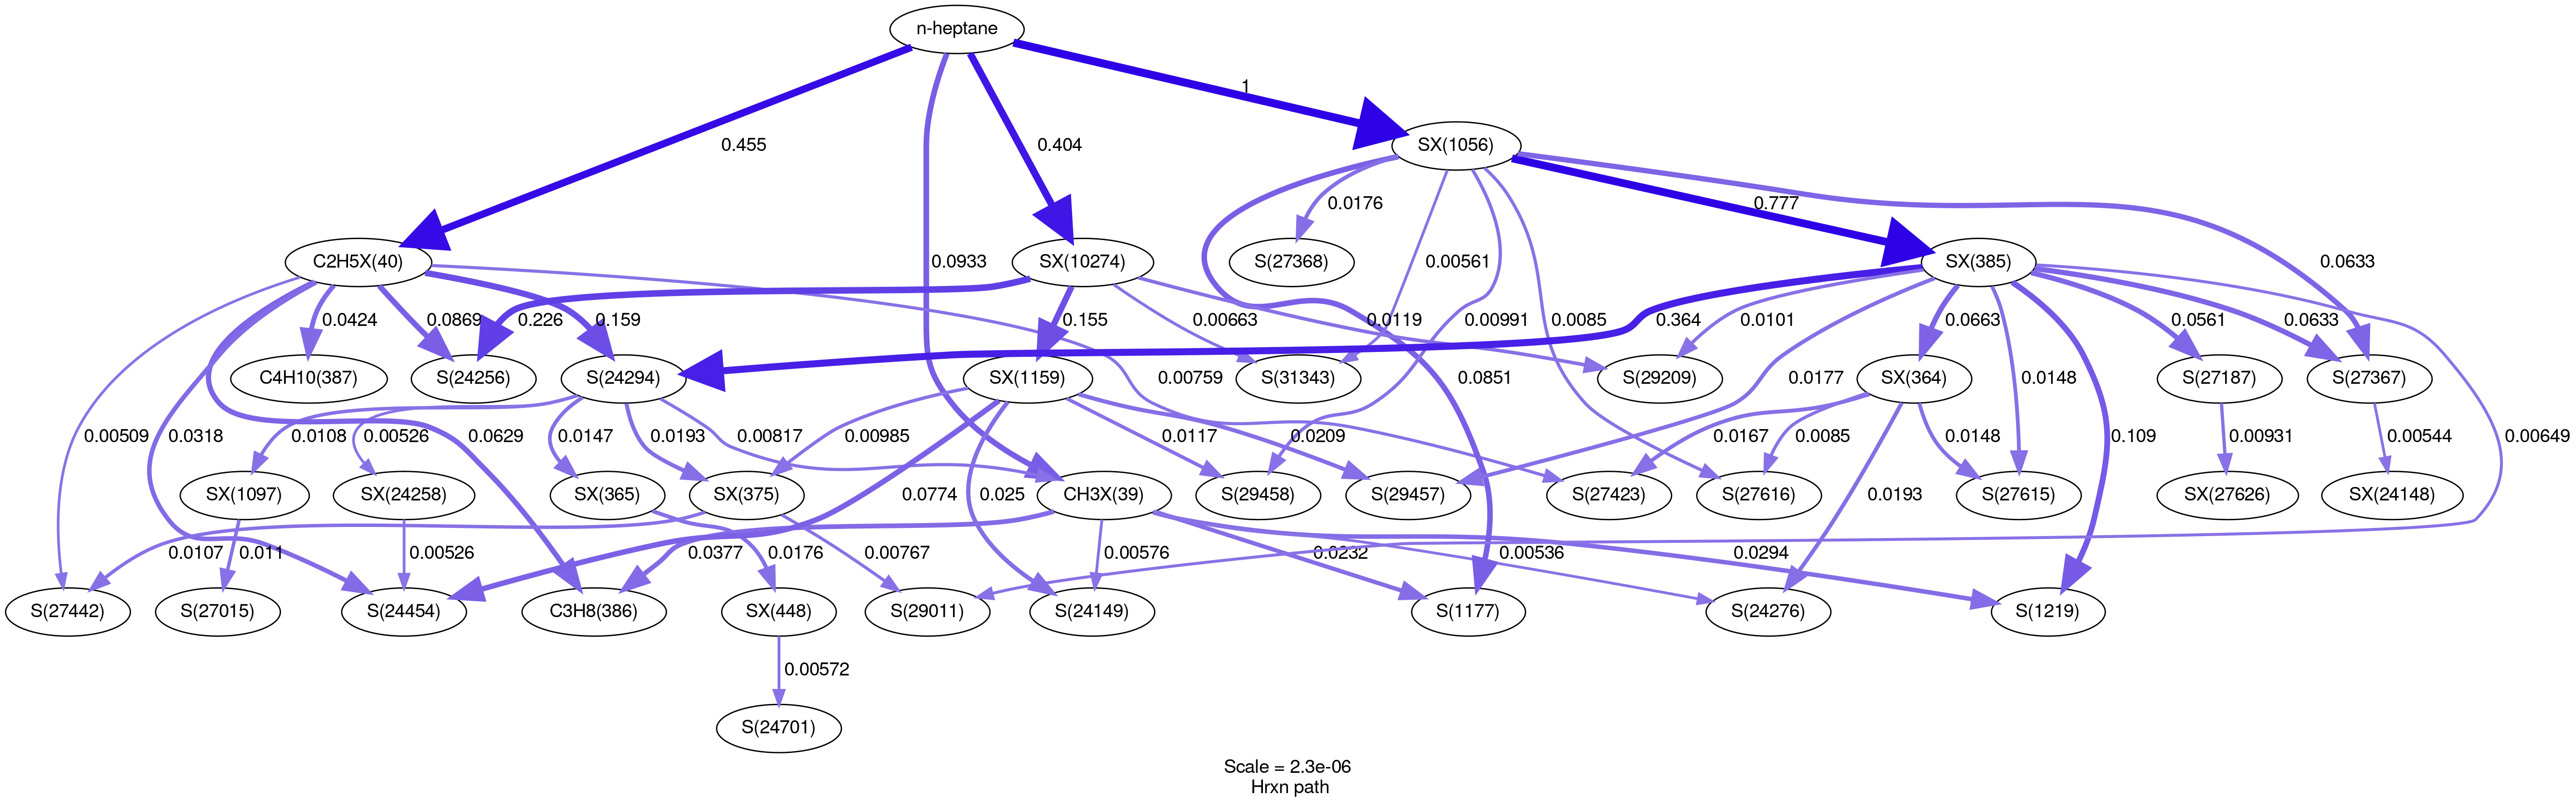 n-heptane
1
0.455
0.404
SX(1056)
0.0176
0.777
C2H5X(40)
0.0933
SX(10274)
S(27368)
0.00561
SX(385)
0.0633
0.0424
0.0869
0.226
0.159
0.155
0.00663
0.0119
0.364
0.00991
0.0085
0.0101
0.0663
0.0561
0.0633
C4H10(387)
S(24256)
S(24294)
SX(1159)
0.00759
S(31343)
0.0851
S(29209)
0.0177
SX(364)
0.0148
S(27187)
S(27367)
0.00509
0.0318
0.0108
0.00526
0.0629
0.0147
0.0193
0.00817
0.00985
0.0117
0.0209
0.0167
0.0085
0.0148
0.109
0.00931
0.00544
0.00649
SX(1097)
SX(24258)
SX(365)
SX(375)
0.0774
0.025
CH3X(39)
S(29458)
S(29457)
S(27423)
S(27616)
0.0193
S(27615)
SX(27626)
SX(24148)
0.0107
0.011
0.00526
0.0377
0.0176
0.00767
0.00576
0.0232
0.00536
0.0294
S(27442)
S(27015)
S(24454)
C3H8(386)
SX(448)
S(29011)
S(24149)
S(1177)
S(24276)
S(1219)
0.00572
S(24701)
Scale = 2.3e-06
Hrxn path